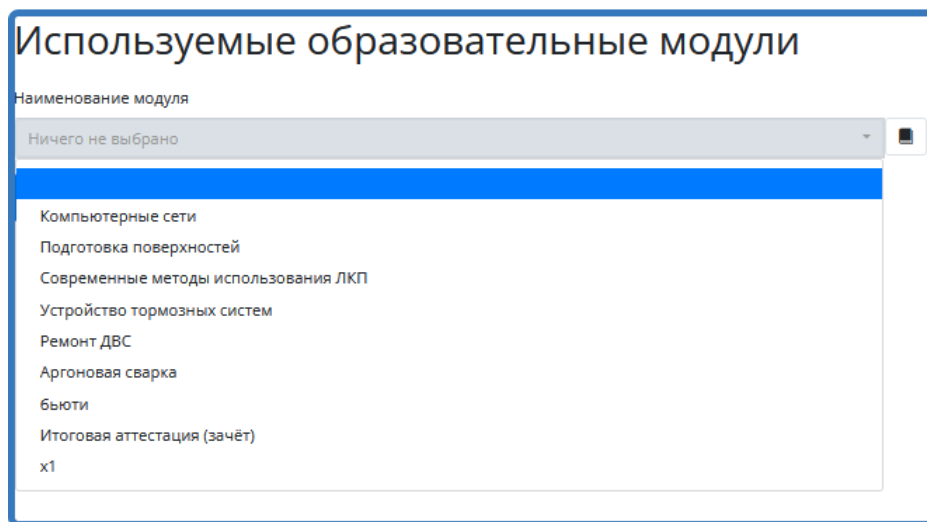 Используемые образовательные модули
Наименование модуля
Ничего не выбрано
Компьютерные сети
Подготовка поверхностей
Современные методы использования ЛКП
Устройство тормозных систем
Ремонт ДВС
Аргоновая сварка
бьюти
Итоговая аттестация (зачёт)
x1